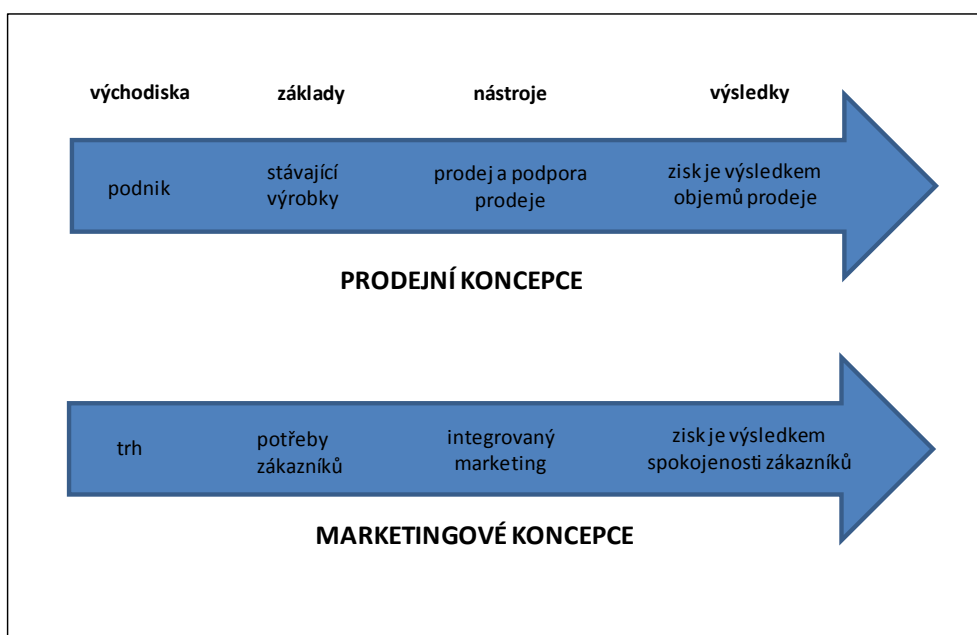 východiska základy nástroje výsledky
podnik
stávající
výrobky
prodej a podpora
prodeje
zisk je výsledkem
objemů prodeje
PRODEJNÍ KONCEPCE
trh
potřeby
zákazníků
integrovaný
marketing
zisk je výsledkem
spokojenosti zákazníků
MARKETINGOVÉ KONCEPCE